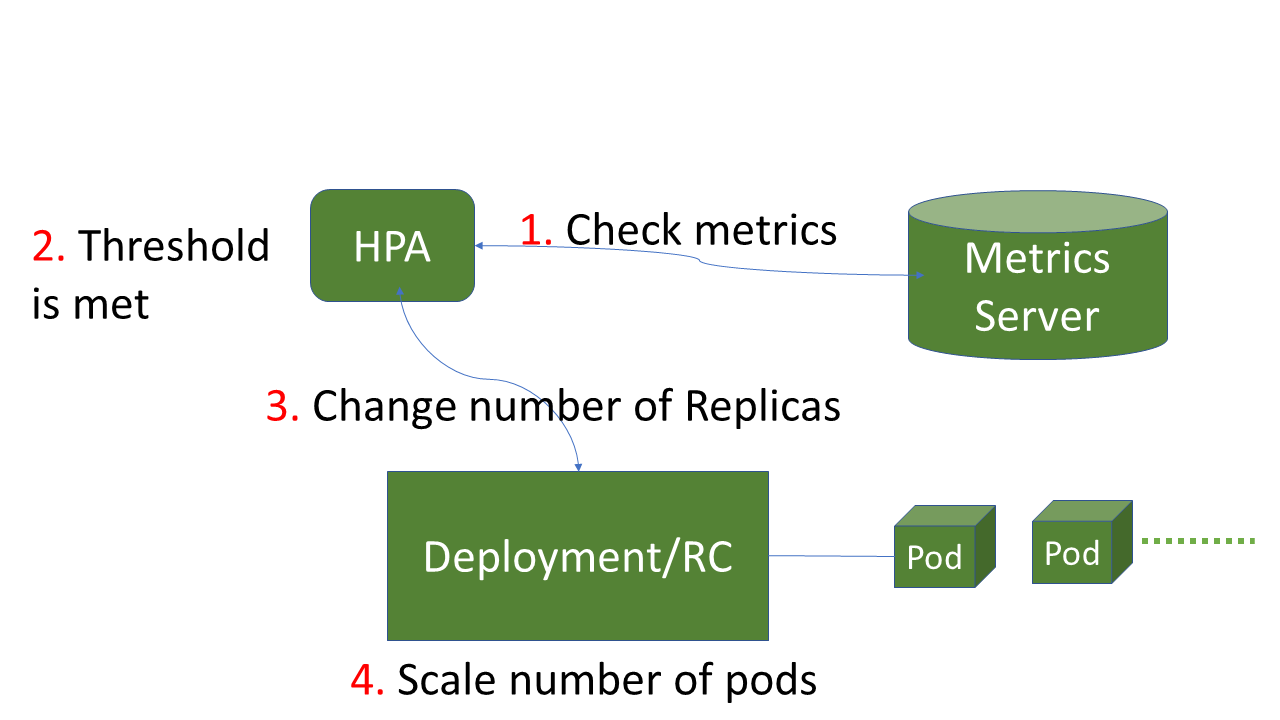 HPA
1. Check metrics
Metrics
Server
2. Threshold
is met
3. Change number of Replicas
Deployment/RC
Pod
Pod
4. Scale number of pods